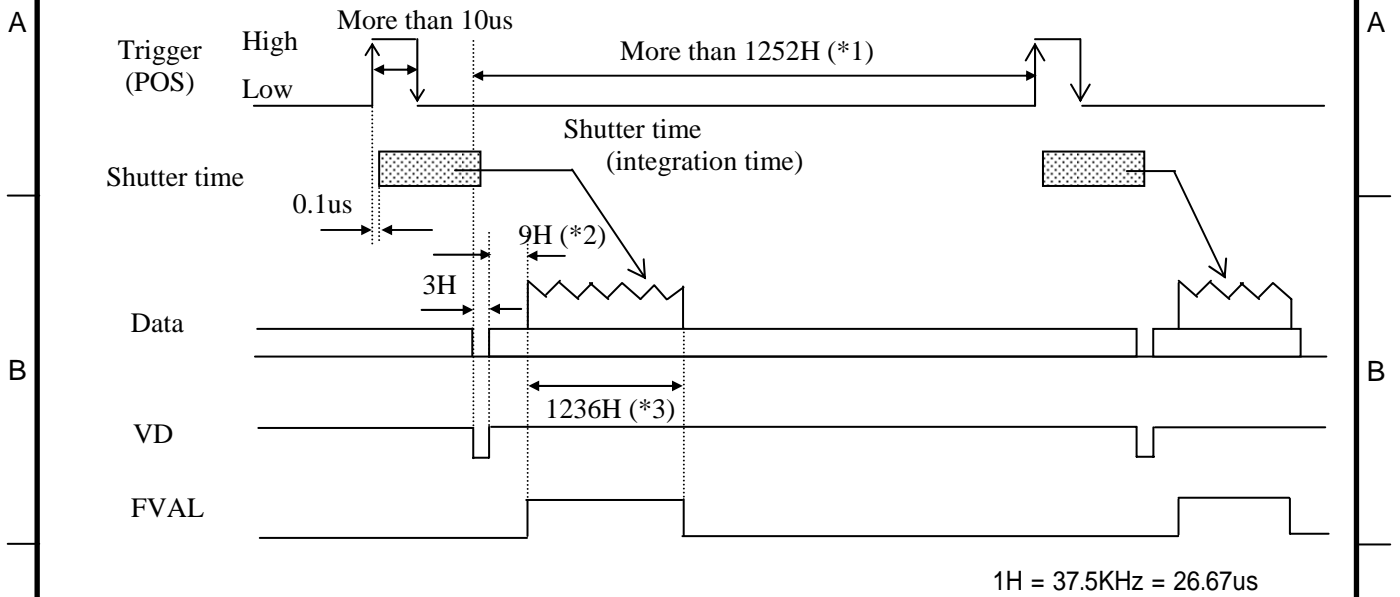 A
A
More than 10us
Trigger
(POS)
High
Low
More than 1252H (*1)
Shutter time
(integration time)
Shutter time
0.1us
9H (*2)
3H
Data
B
B
1236H (*3)
VD
FVAL
1H = 37.5KHz = 26.67us